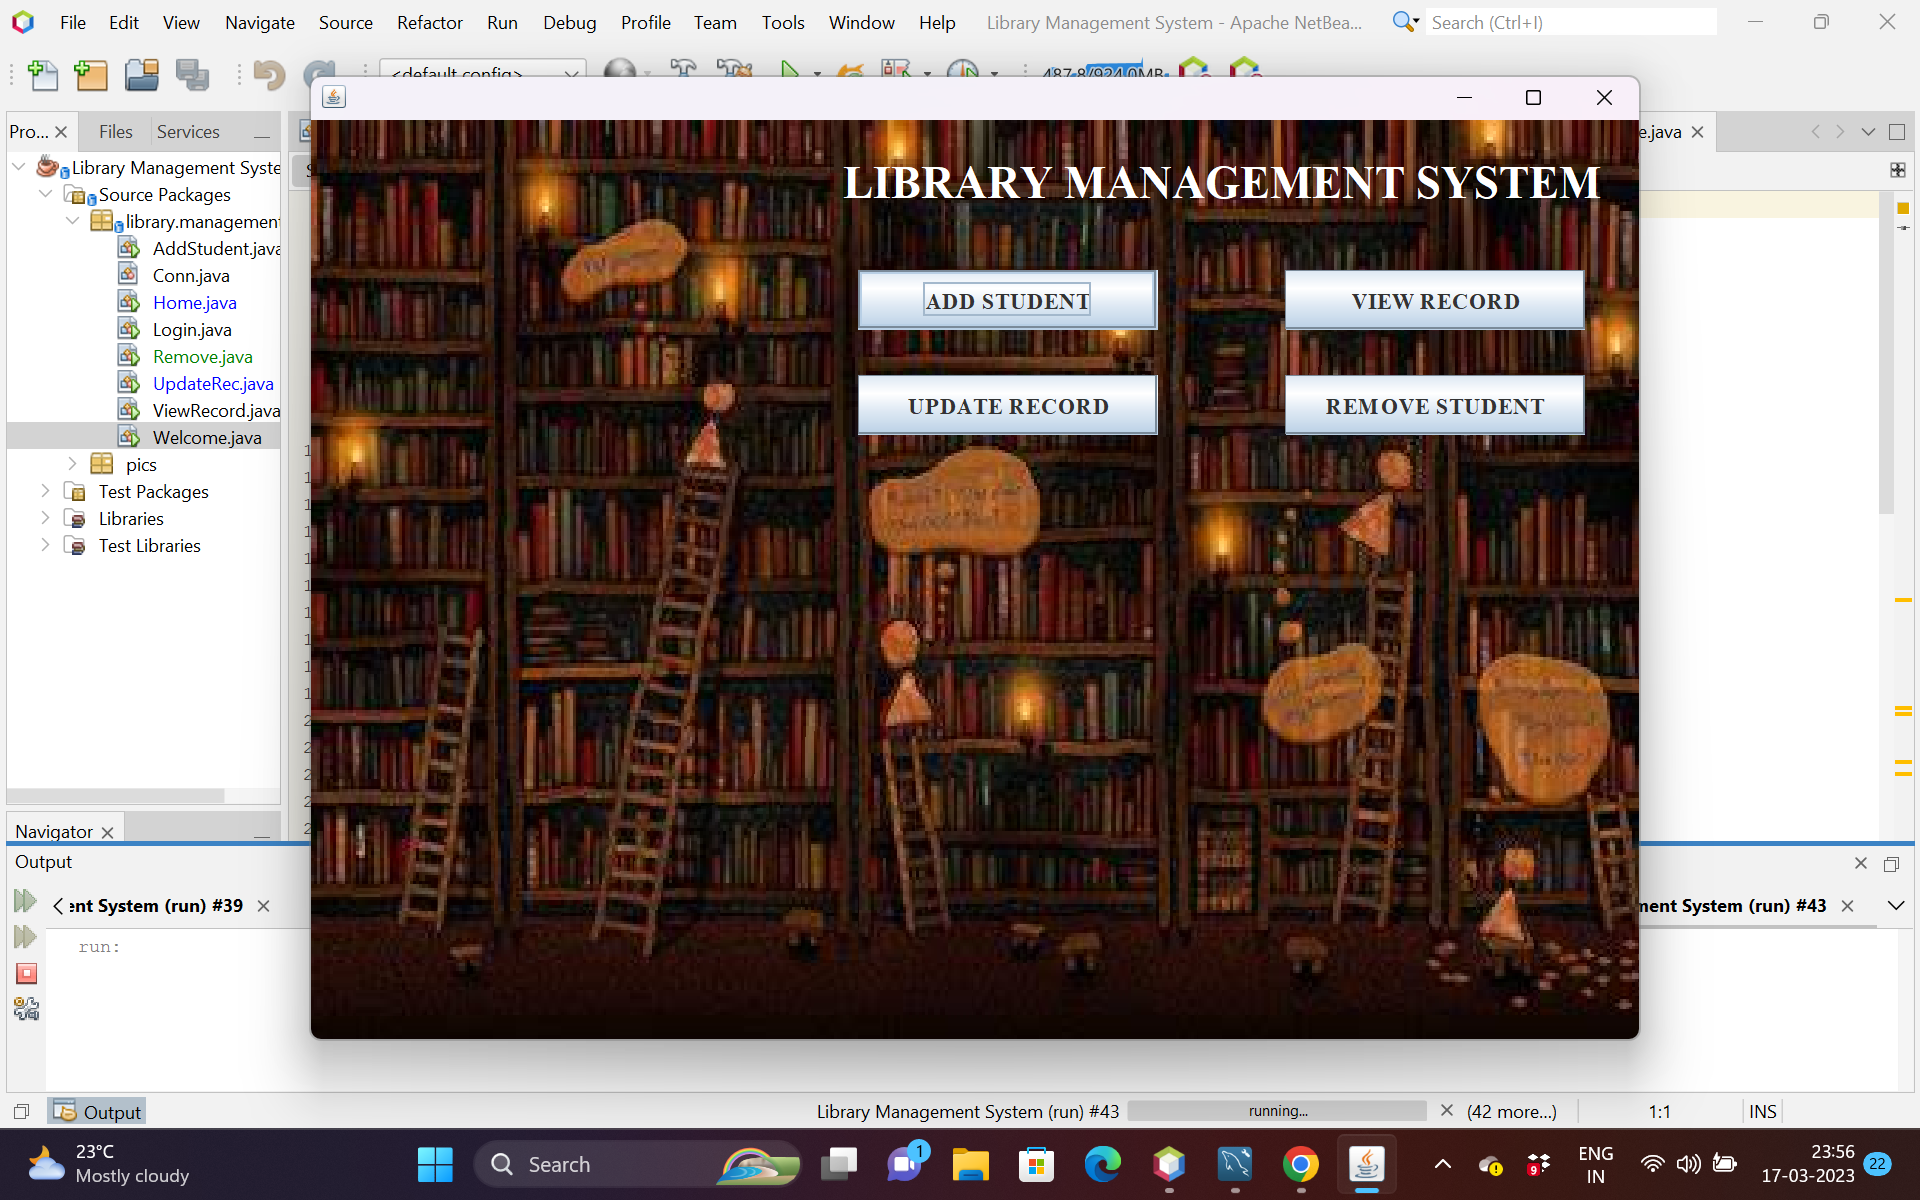 File Edit View Navigate Source Refactor Run Debug Profile Team Tools Window Help Library Management System - Apache NetBea... Search (Ctrl+I)
<default config>
487.8/924.0MB
Pro... Files Services
e.java
Library Management Syste
Source Packages
library.management
AddStudent.java
Conn.java
Home.java
Login.java
Remove.java
UpdateRec.java
ViewRecord.java
Welcome.java
pics
Test Packages
Libraries
Test Libraries
LIBRARY MANAGEMENT SYSTEM
ADD STUDENT VIEW RECORD
UPDATE RECORD REMOVE STUDENT
Navigator
Output
ent System (run) #39
ment System (run) #43
run:
Output Library Management System (run) #43 running... (42 more...) 1:1 INS
23°C
Mostly cloudy
Search
1
9
ENG
IN
23:56
17-03-2023
22